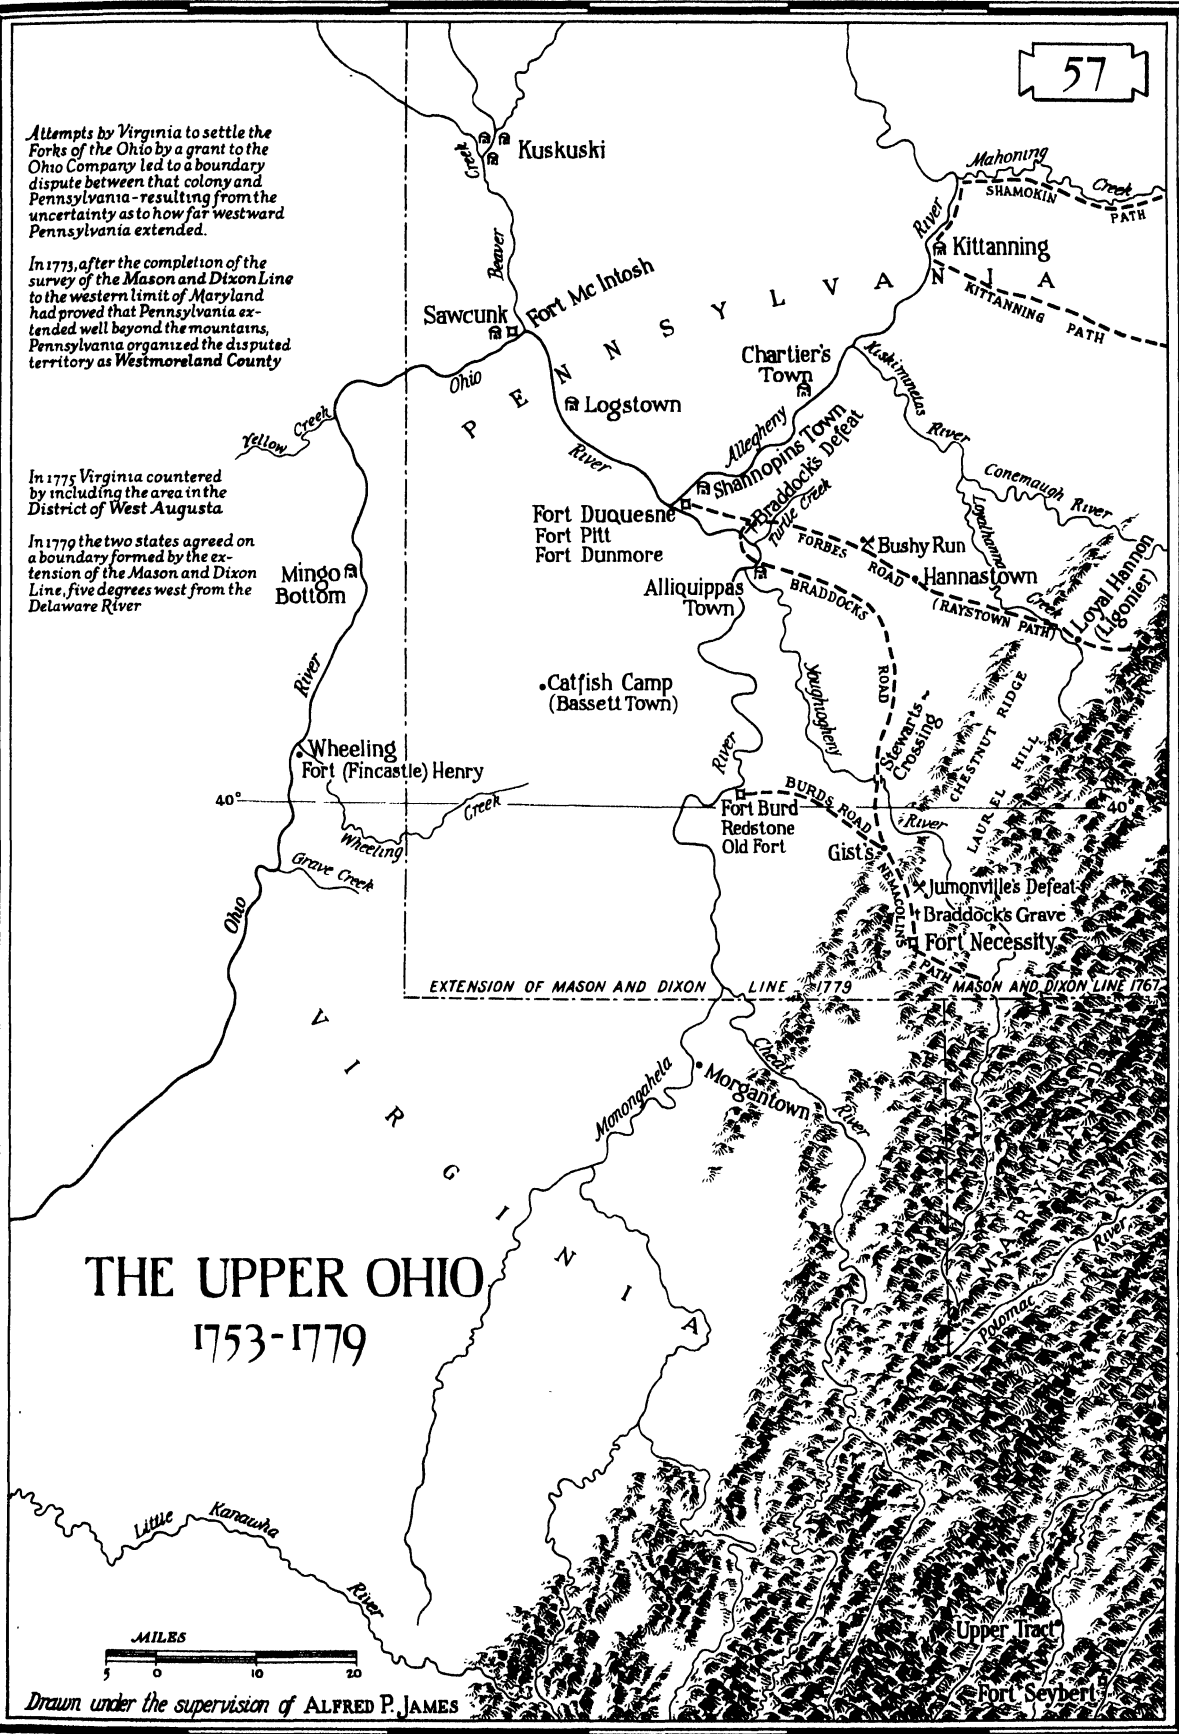 57
Attempts by Virginia to settle the
Forks of the Ohio by a grant to the
Ohio Company led to a boundary
dispute between that colony and
Pennsylvania-resulting from the
uncertainty as to how far westward
Pennsylvania extended.
In 1773, after the completion of the
survey of the Mason and Dixon Line
to the western limit of Maryland
had proved that Pennsylvania ex-
tended well beyond the mountains,
Pennsylvania organized the disputed
territory as Westmoreland County
In 1775 Virginia countered
by including the area in the
District of West Augusta
In 1779 the two states agreed on
a boundary formed by the ex-
tension of the Mason and Dixon
Line, five degrees west from the
Delaware River
Kuskuski
Beaver Creek
Mahoning Creek
SHAMOKIN PATH
River
Kittanning
KITTANNING PATH
PENNSYLVANIA
Sawcunk
Fort Mc Intosh
Ohio River
Logstown
Chartier's
Town
Kiskiminetas River
Allegheny
Shannopins Town
Braddock's Defeat
Turtle Creek
Conemaugh River
Loyalhanna Creek
Yellow Creek
Fort Duquesne
Fort Pitt
Fort Dunmore
FORBES ROAD
(RAYSTOWN PATH)
Bushy Run
Hannastown
Loyal Hannon
(Ligonier)
Mingo
Bottom
Alliquippas
Town
BRADDOCKS ROAD
River
Catfish Camp
(Bassett Town)
Youghiogheny
Stewarts
Crossing
CHESTNUT RIDGE
LAUREL HILL
River
Wheeling
Fort (Fincastle) Henry
40°
40°
Wheeling Creek
Grave Creek
Fort Burd
Redstone
Old Fort
BURDS ROAD
River
Gist's
NEMACOLINS PATH
Jumonville's Defeat
Braddock's Grave
Fort Necessity
Ohio
EXTENSION OF MASON AND DIXON LINE 1779
MASON AND DIXON LINE 1767
VIRGINIA
Cheat River
Morgantown
Monongahela
MARYLAND
Potomac River
THE UPPER OHIO
1753-1779
Little Kanawha River
Upper Tract
Fort Seybert
MILES
5 0 10 20
Drawn under the supervision of ALFRED P. JAMES